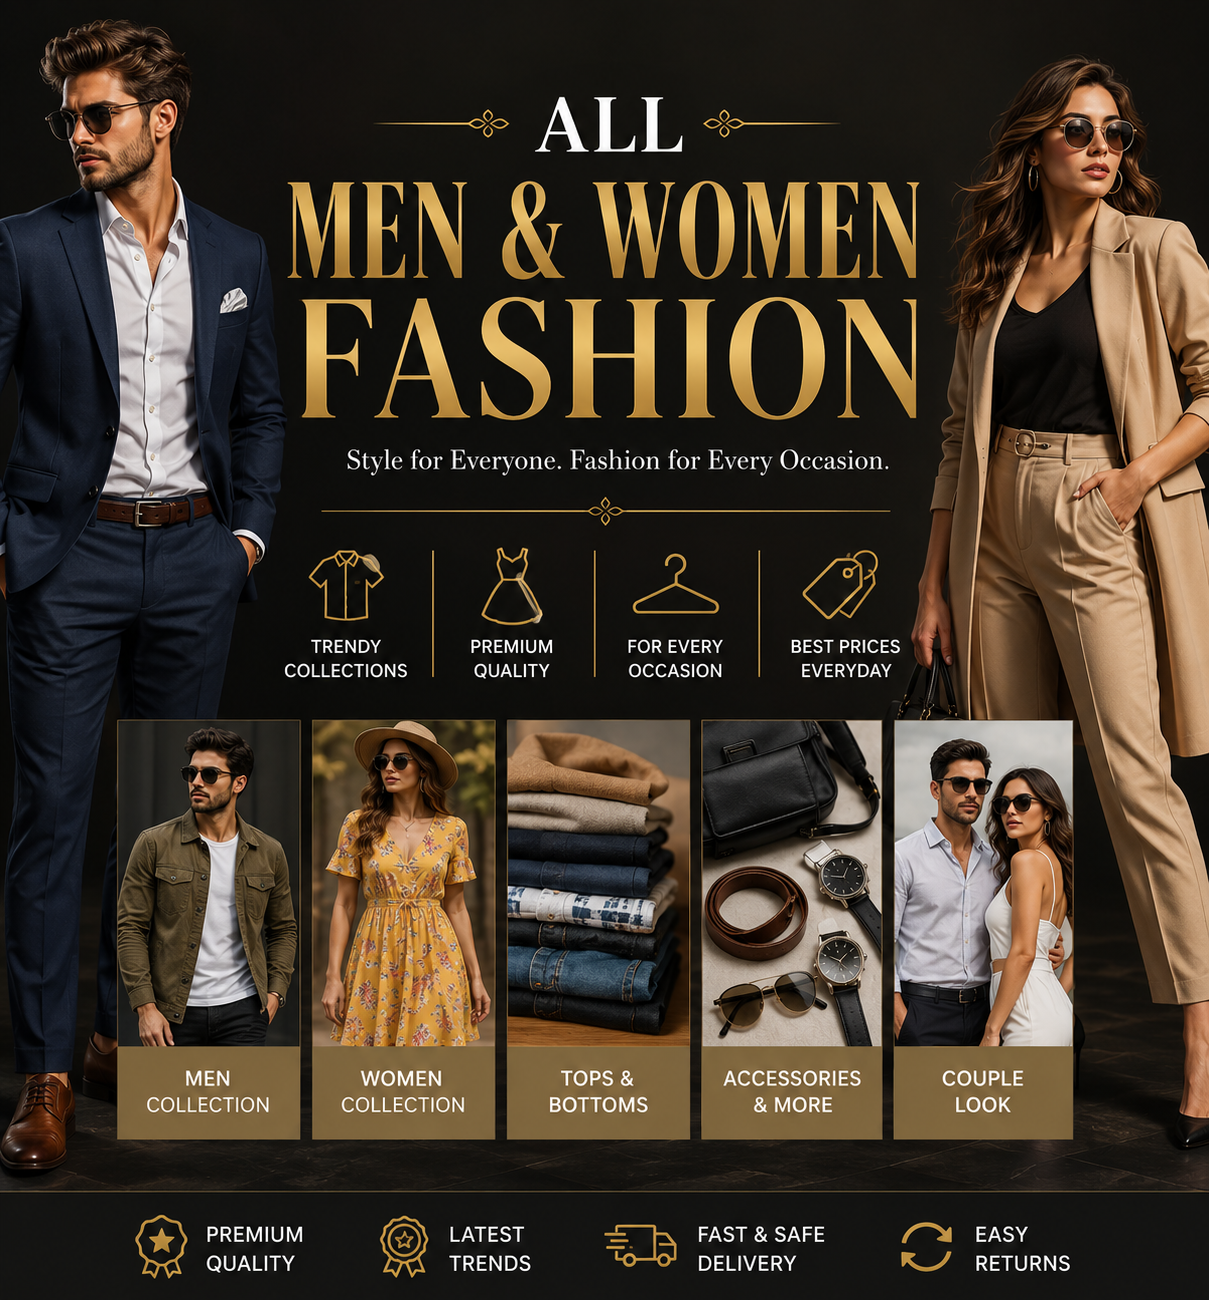 ALL
MEN & WOMEN
FASHION
Style for Everyone. Fashion for Every Occasion.
TRENDY
COLLECTIONS
PREMIUM
QUALITY
FOR EVERY
OCCASION
BEST PRICES
EVERYDAY
MEN
COLLECTION
WOMEN
COLLECTION
TOPS &
BOTTOMS
ACCESSORIES
& MORE
COUPLE
LOOK
PREMIUM
QUALITY
LATEST
TRENDS
FAST & SAFE
DELIVERY
EASY
RETURNS